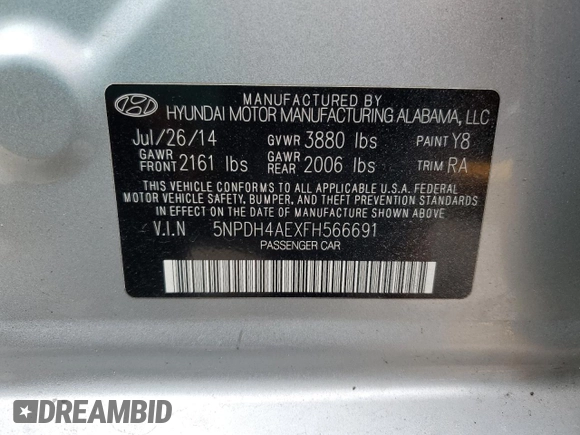 MANUFACTURED BY
HYUNDAI MOTOR MANUFACTURING ALABAMA, LLC
Jul/26/14 GVWR 3880 lbs PAINT Y8
GAWR FRONT 2161 lbs GAWR REAR 2006 lbs TRIM RA
THIS VEHICLE CONFORMS TO ALL APPLICABLE U.S.A. FEDERAL
MOTOR VEHICLE SAFETY, BUMPER, AND THEFT PREVENTION STANDARDS
IN EFFECT ON THE DATE OF MANUFACTURE SHOWN ABOVE.
V.I.N 5NPDH4AEXFH566691
PASSENGER CAR
DREAMBID